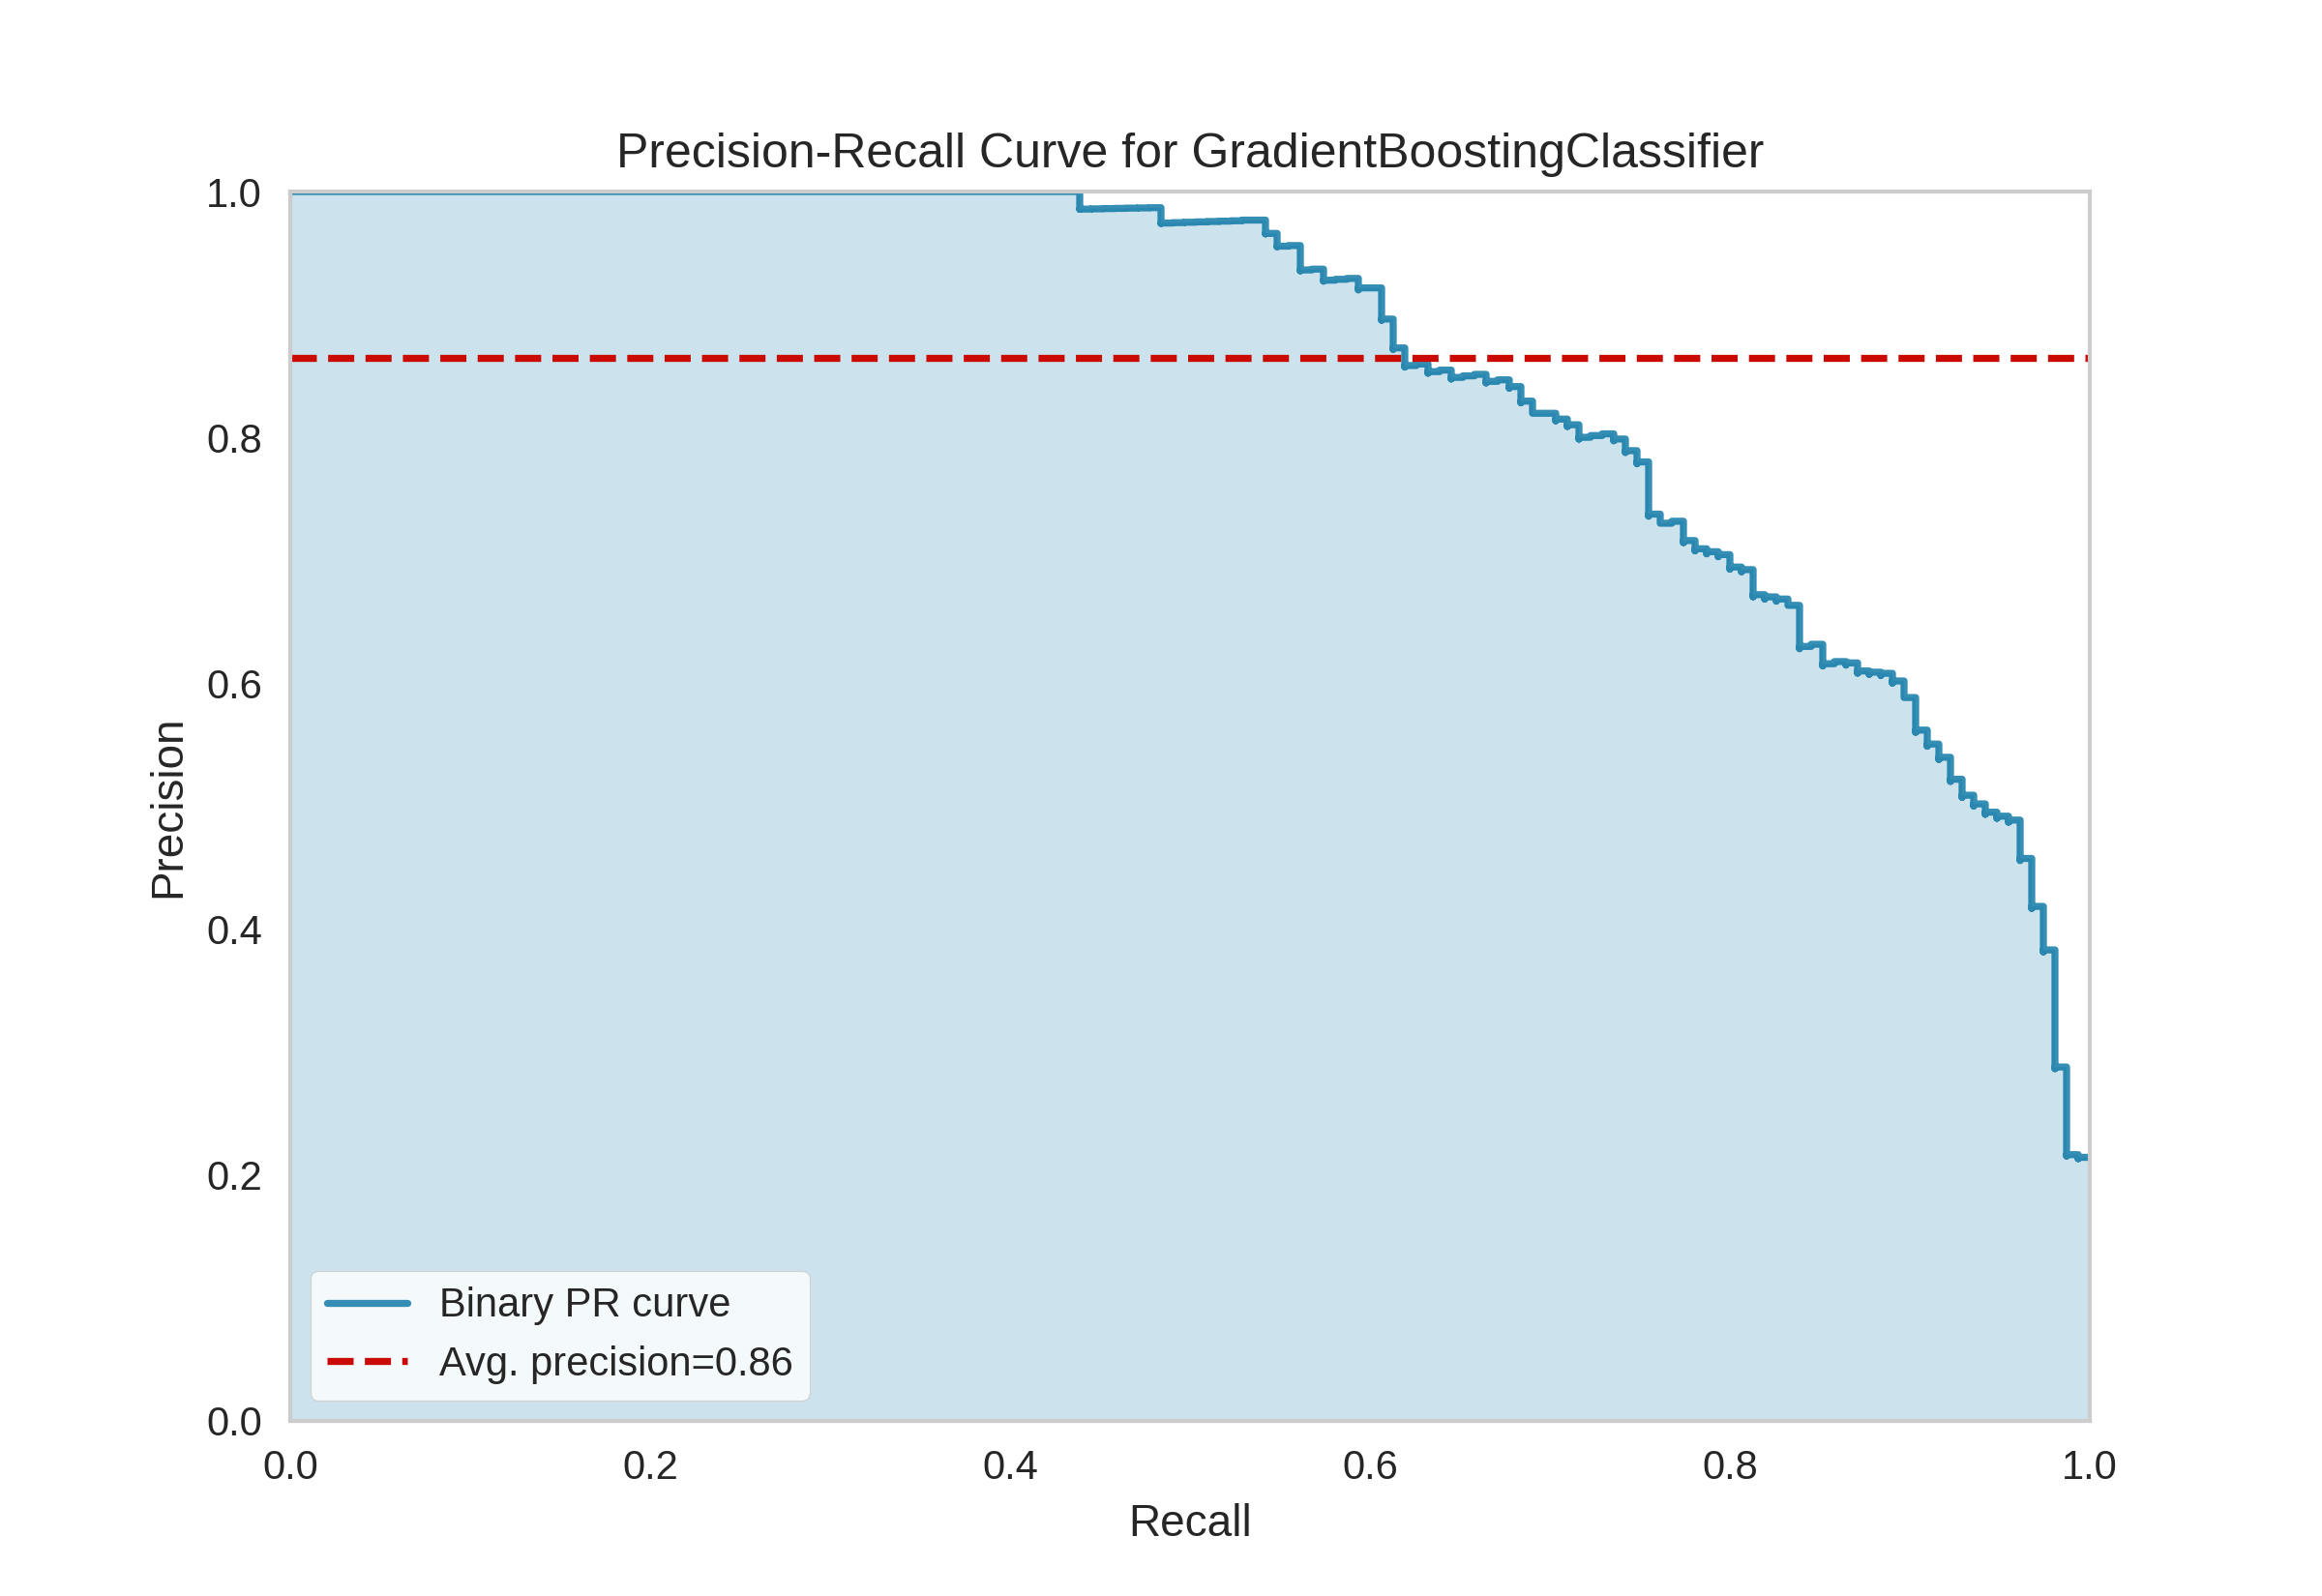 Precision-Recall Curve for GradientBoostingClassifier
1.0
0.8
0.6
0.4
0.2
0.0
Precision
Binary PR curve
Avg. precision=0.86
0.0 0.2 0.4 0.6 0.8 1.0
Recall